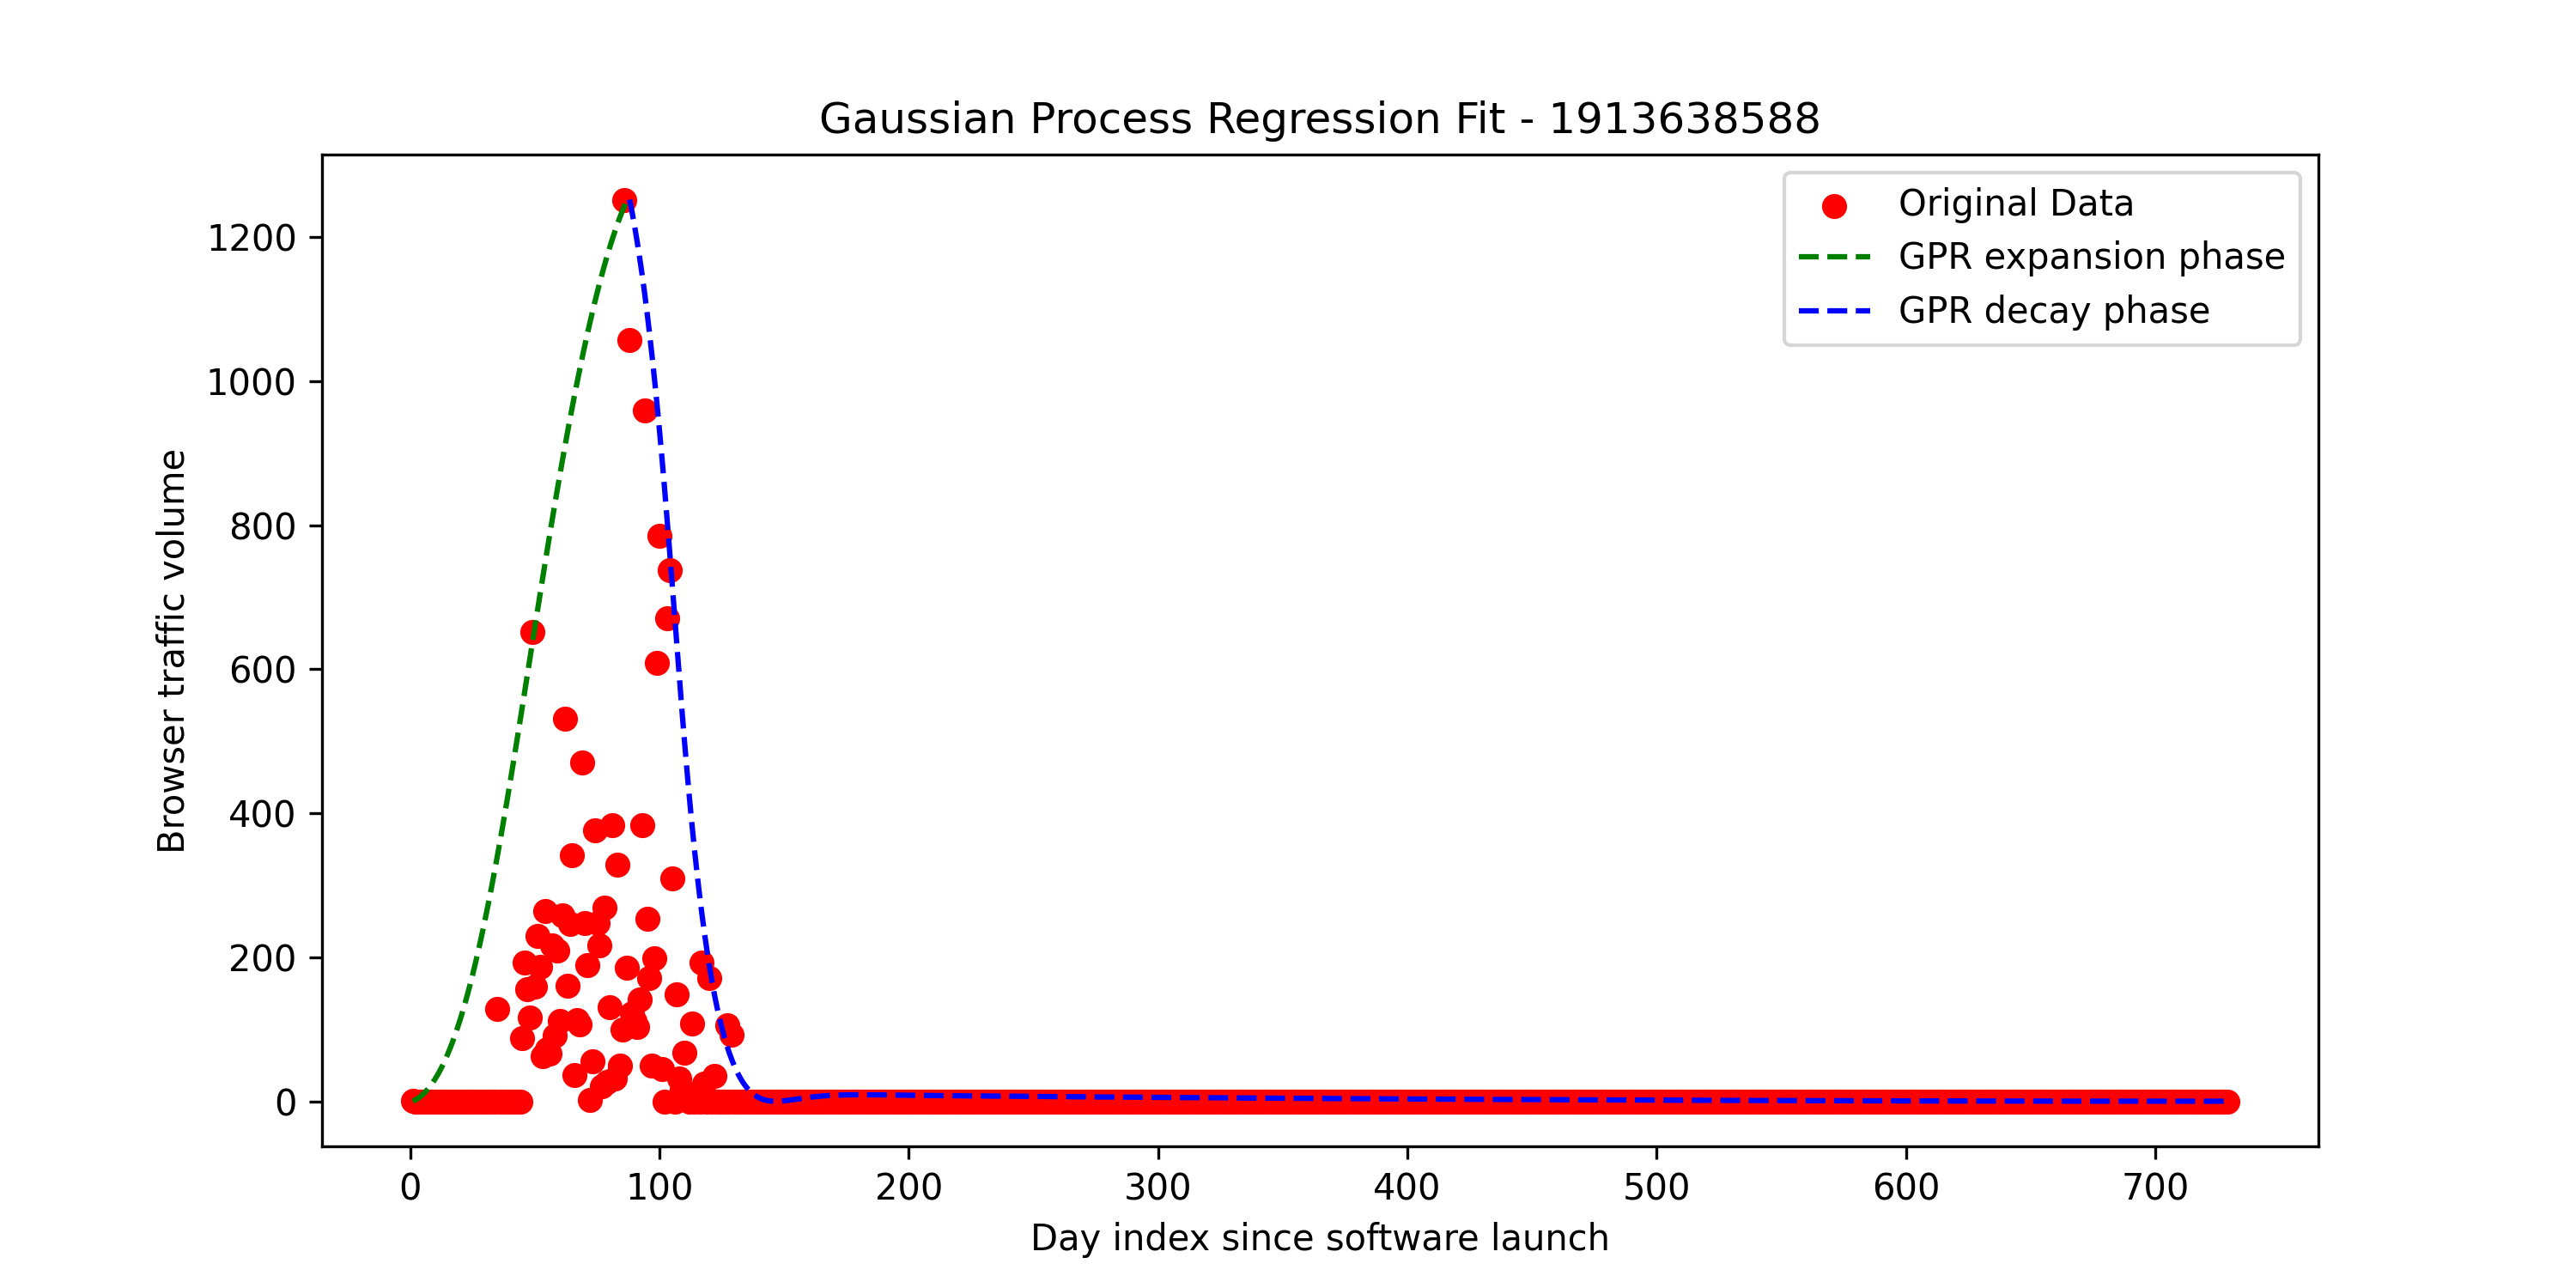 Gaussian Process Regression Fit - 1913638588
Original Data
GPR expansion phase
GPR decay phase
Browser traffic volume
1200
1000
800
600
400
200
0
0 100 200 300 400 500 600 700
Day index since software launch